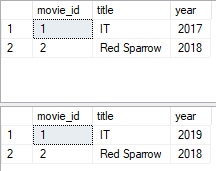 movie_id title year
1 1 IT 2017
2 2 Red Sparrow 2018
movie_id title year
1 1 IT 2019
2 2 Red Sparrow 2018